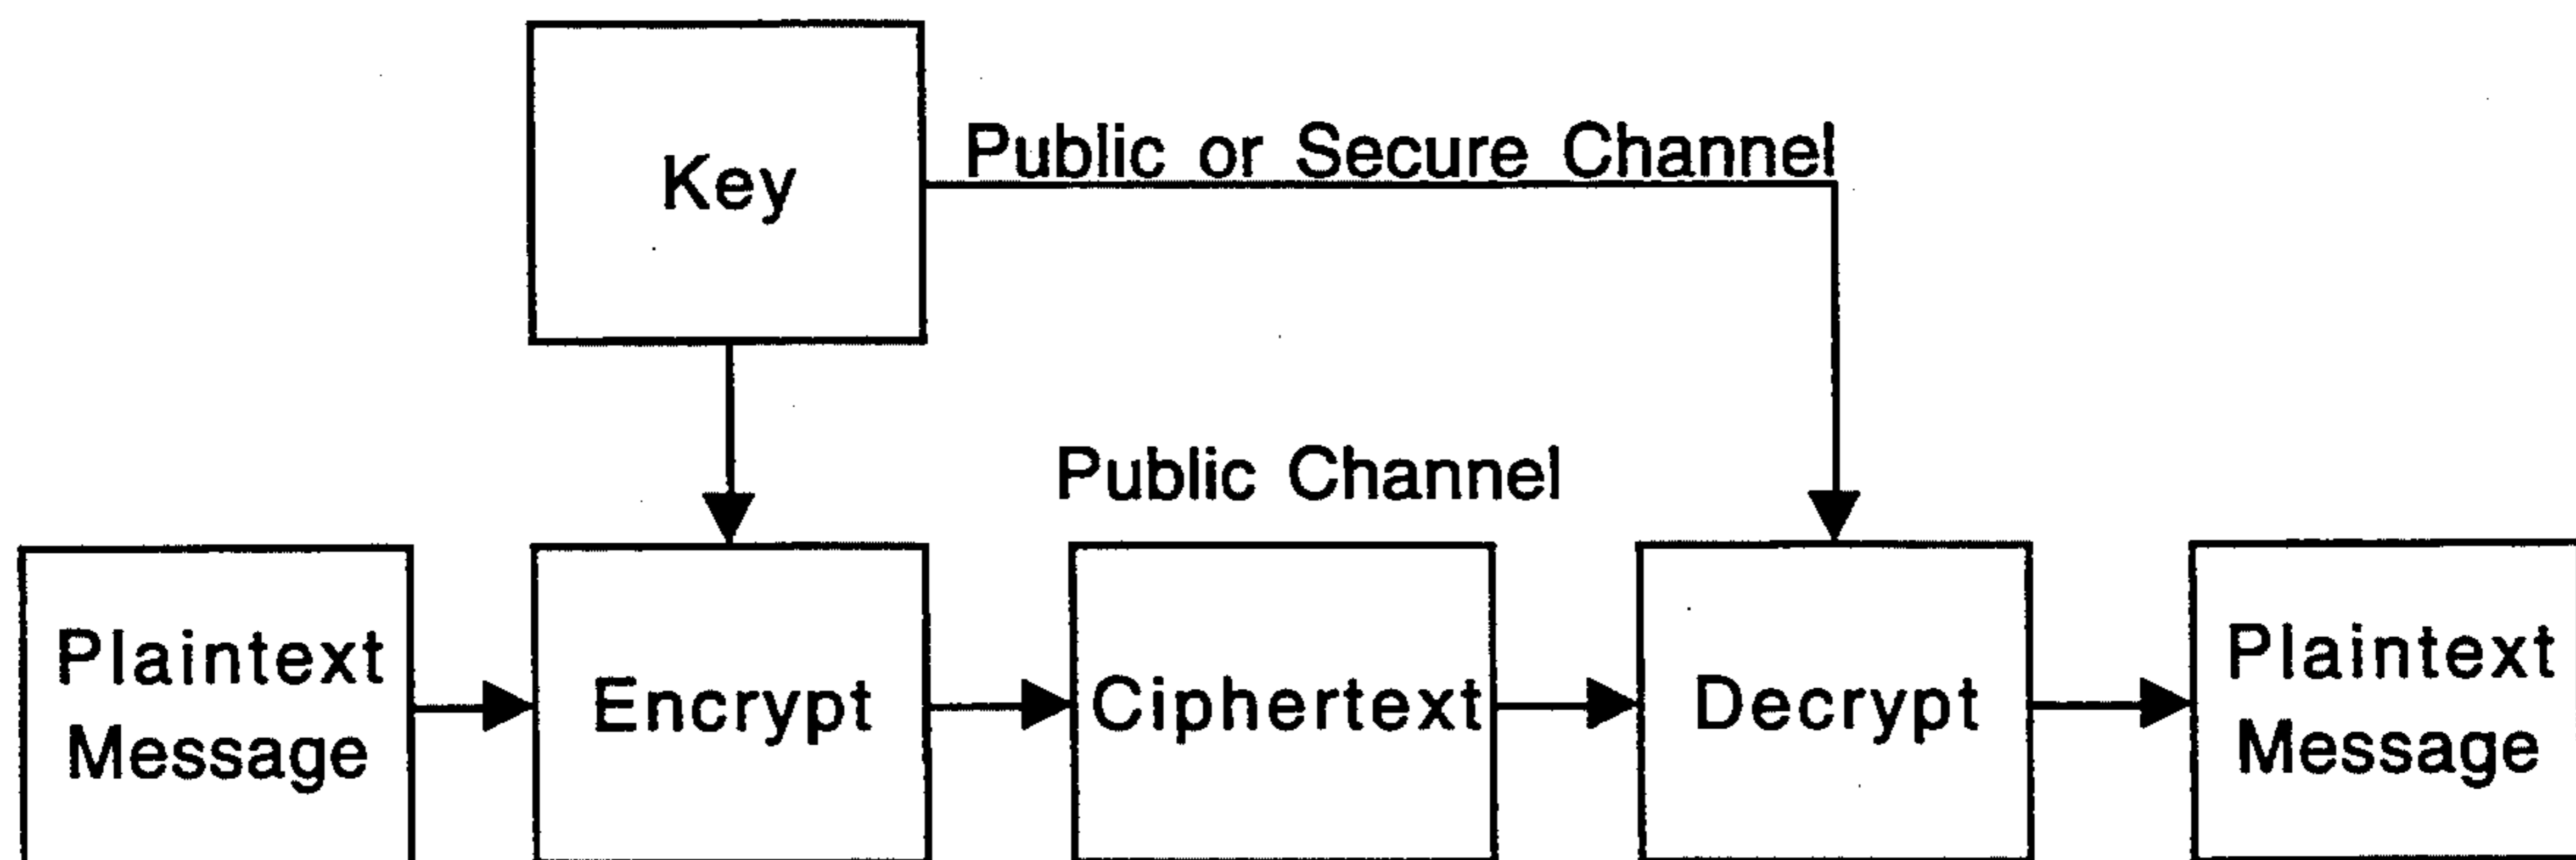 Key
Public or Secure Channel
Public Channel
Plaintext
Message
Encrypt
Ciphertext
Decrypt
Plaintext
Message